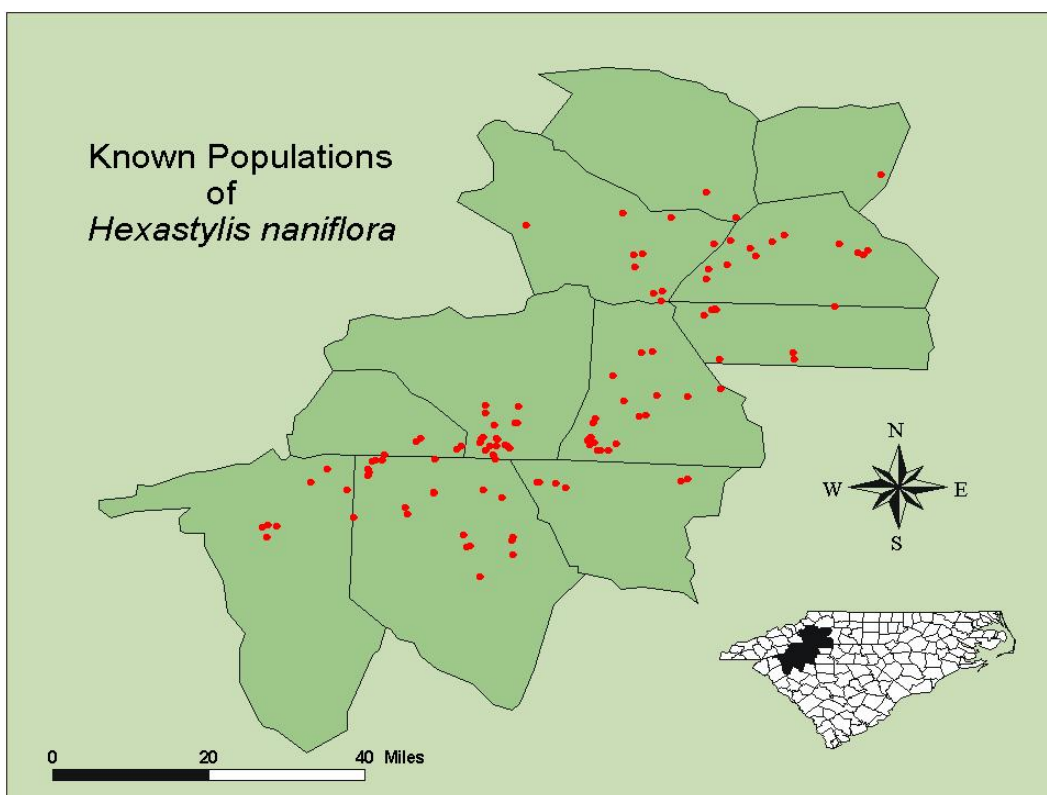 Known Populations
of
Hexastylis naniflora
N
W E
S
0 20 40 Miles